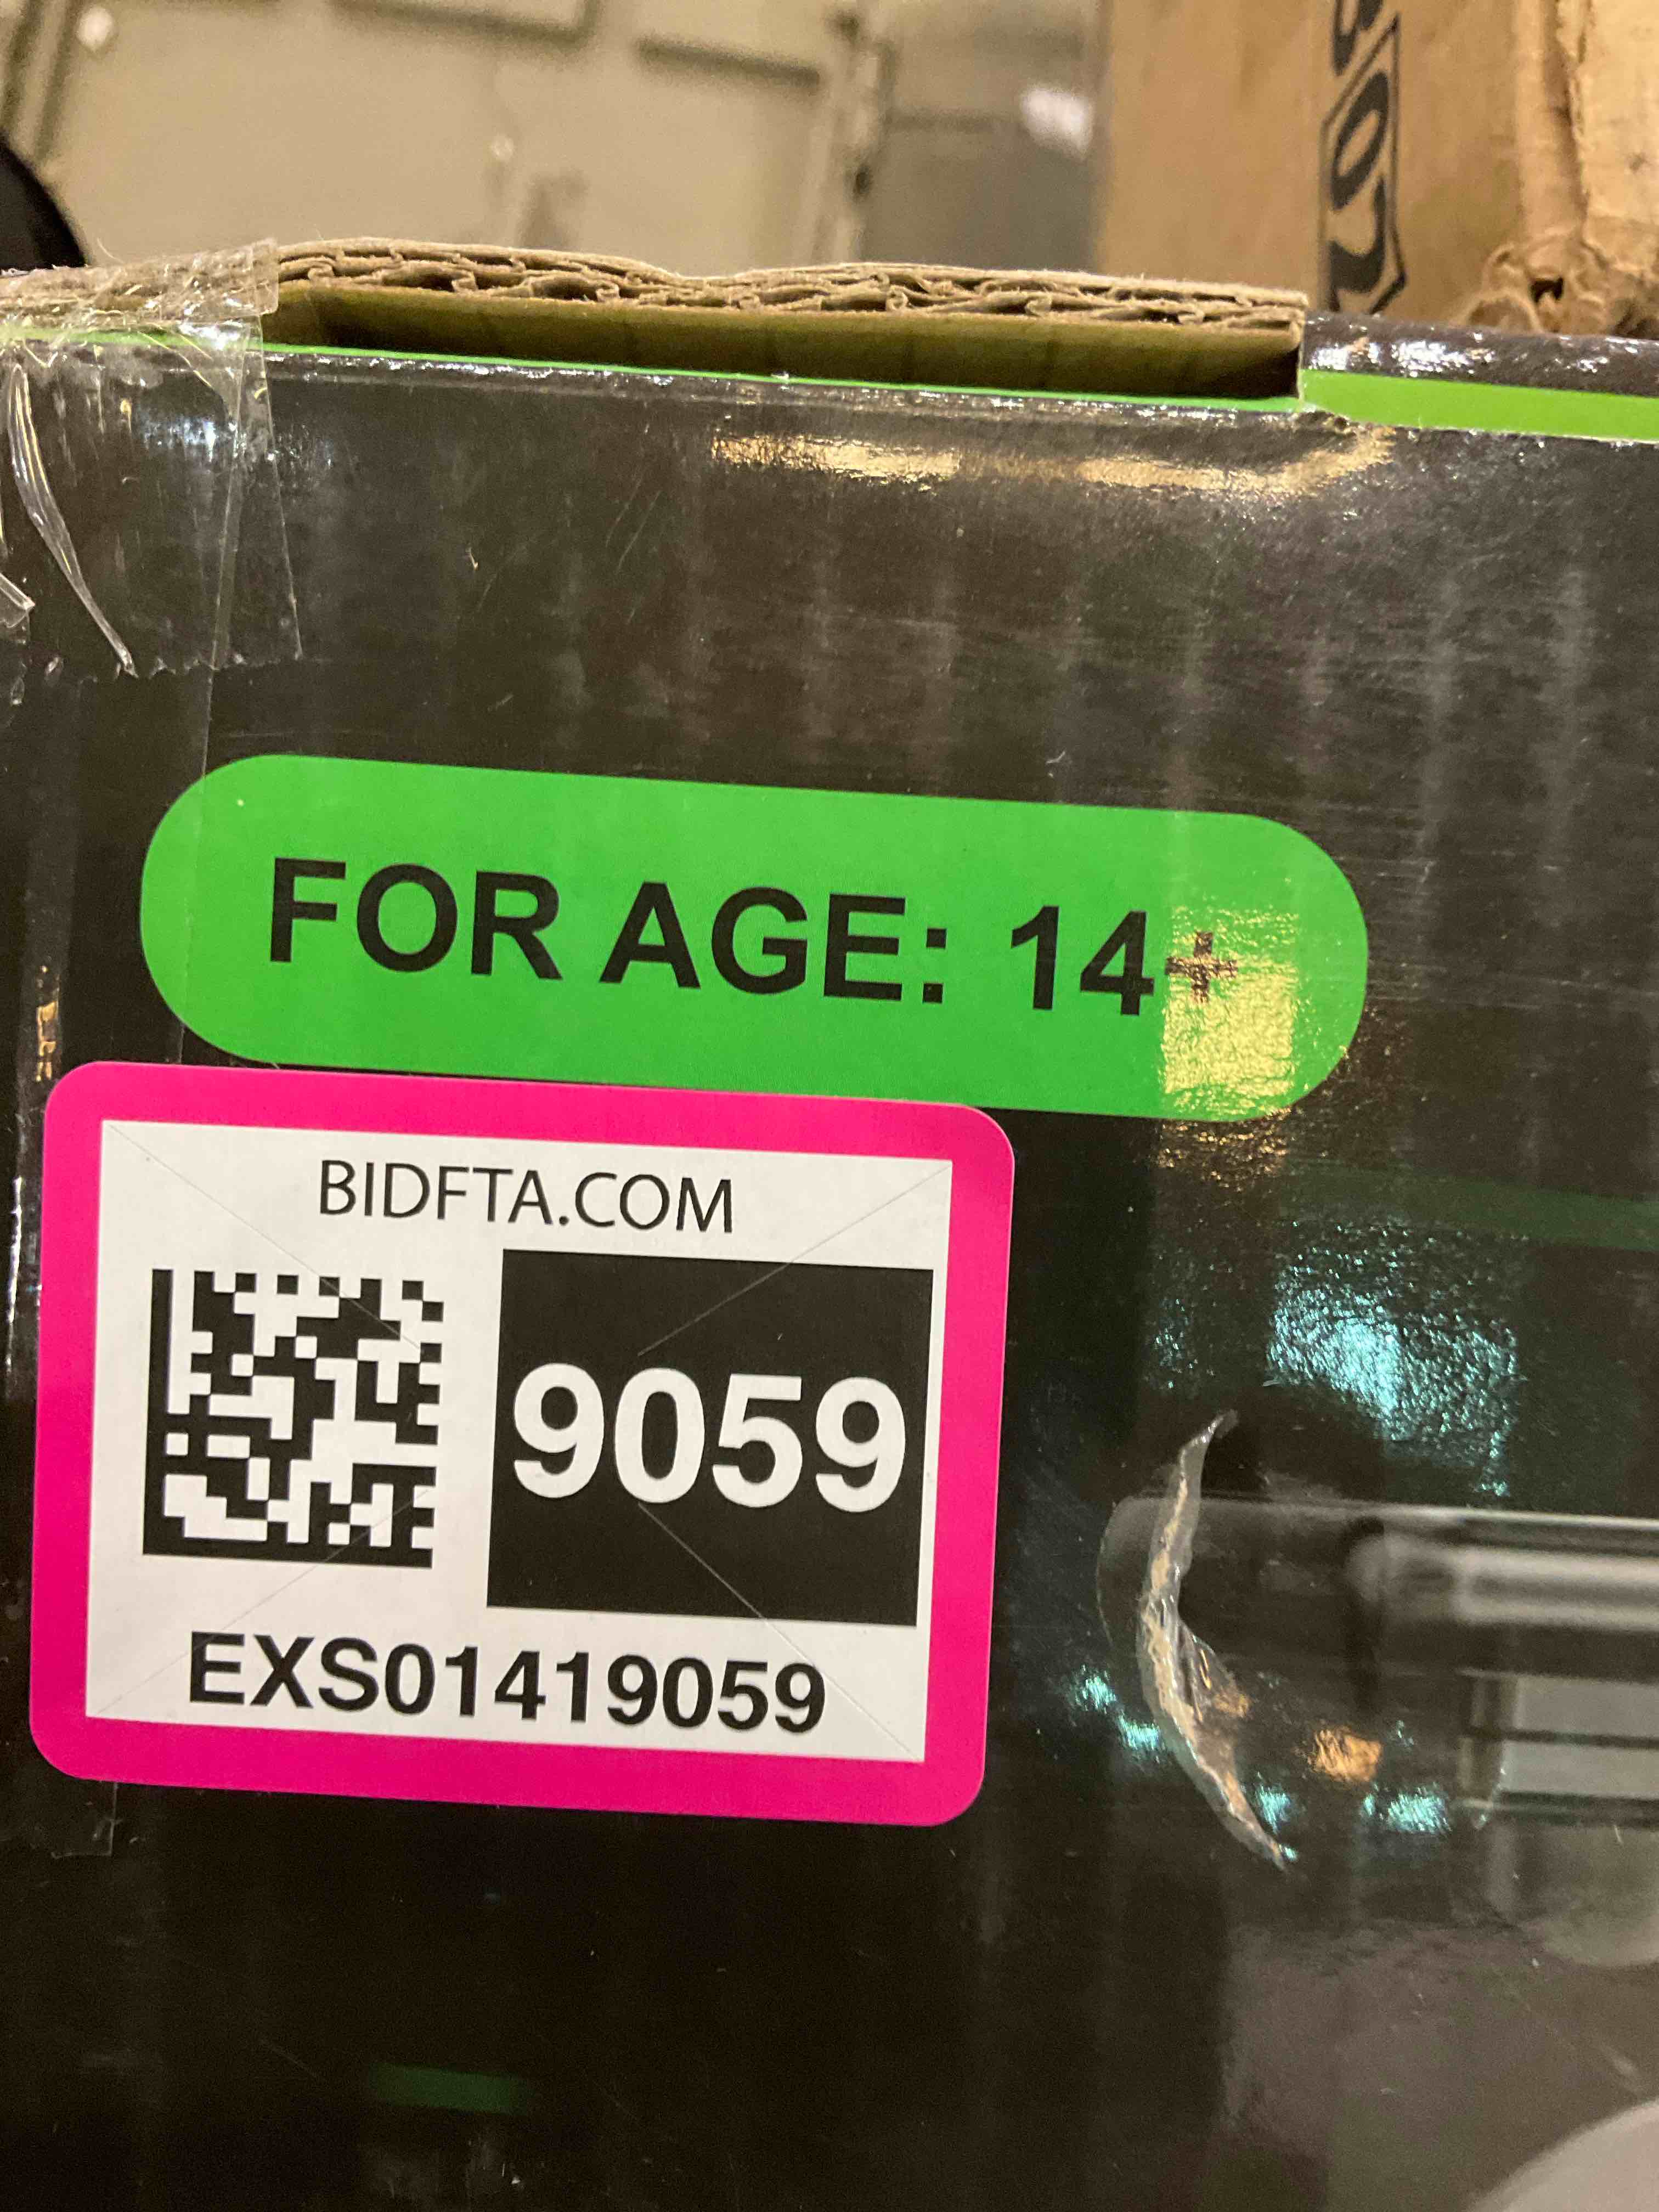 FOR AGE: 14+
BIDFTA.COM
9059
EXS01419059